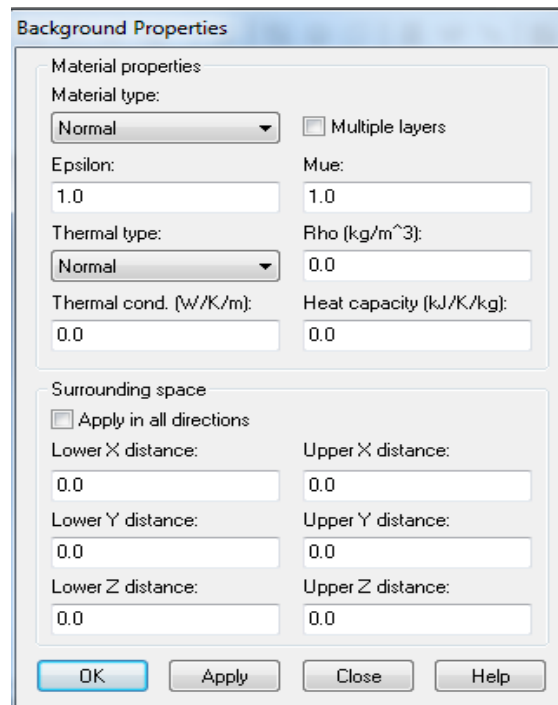 Background Properties
Material properties
Material type:
Normal
Multiple layers
Epsilon: Mue:
1.0 1.0
Thermal type: Rho (kg/m^3):
Normal 0.0
Thermal cond. (W/K/m): Heat capacity (kJ/K/kg):
0.0 0.0
Surrounding space
Apply in all directions
Lower X distance: Upper X distance:
0.0 0.0
Lower Y distance: Upper Y distance:
0.0 0.0
Lower Z distance: Upper Z distance:
0.0 0.0
OK Apply Close Help